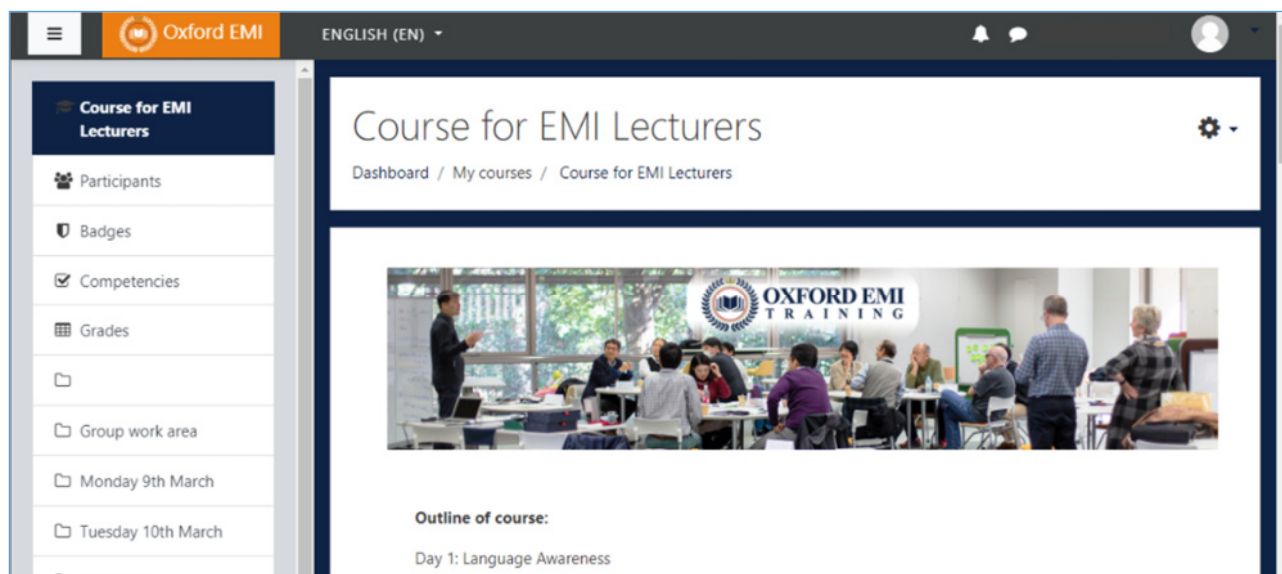 Oxford EMI
ENGLISH (EN)
Course for EMI
Lecturers
Participants
Badges
Competencies
Grades
Group work area
Monday 9th March
Tuesday 10th March
Course for EMI Lecturers
Dashboard / My courses / Course for EMI Lecturers
OXFORD EMI
TRAINING
Outline of course:
Day 1: Language Awareness